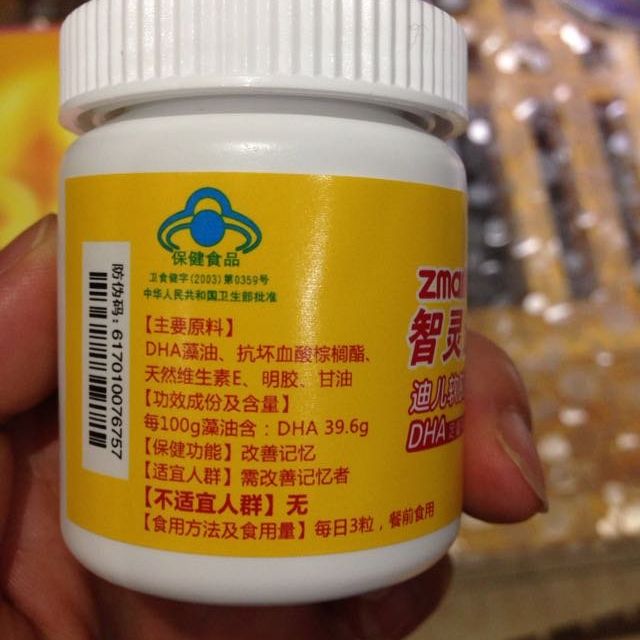 保健食品
卫食健字(2003)第0359号
中华人民共和国卫生部批准
防伪码:617010076757
【主要原料】
DHA藻油、抗坏血酸棕榈酯、
天然维生素E、明胶、甘油
【功效成份及含量】
每100g藻油含:DHA 39.6g
【保健功能】改善记忆
【适宜人群】需改善记忆者
【不适宜人群】无
【食用方法及食用量】每日3粒，餐前食用
zma
智灵
迪儿软
DHA